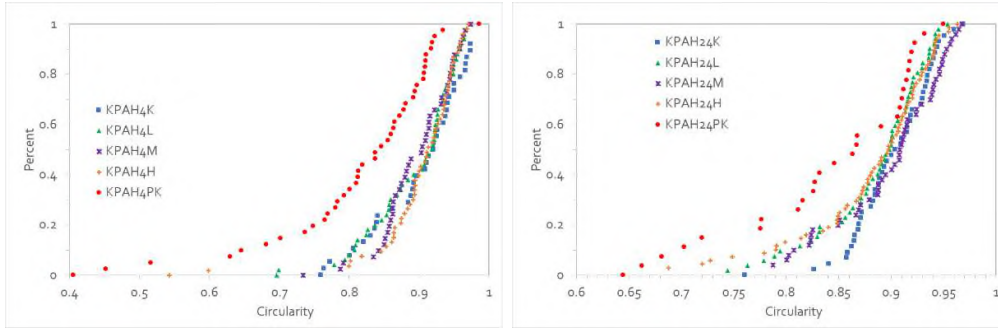 1
0.8
0.6
0.4
0.2
0
Percent
KPAH4K
KPAH4L
KPAH4M
KPAH4H
KPAH4PK
0.4 0.5 0.6 0.7 0.8 0.9 1
Circularity
1
0.8
0.6
0.4
0.2
0
Percent
KPAH24K
KPAH24L
KPAH24M
KPAH24H
KPAH24PK
0.6 0.65 0.7 0.75 0.8 0.85 0.9 0.95 1
Circularity